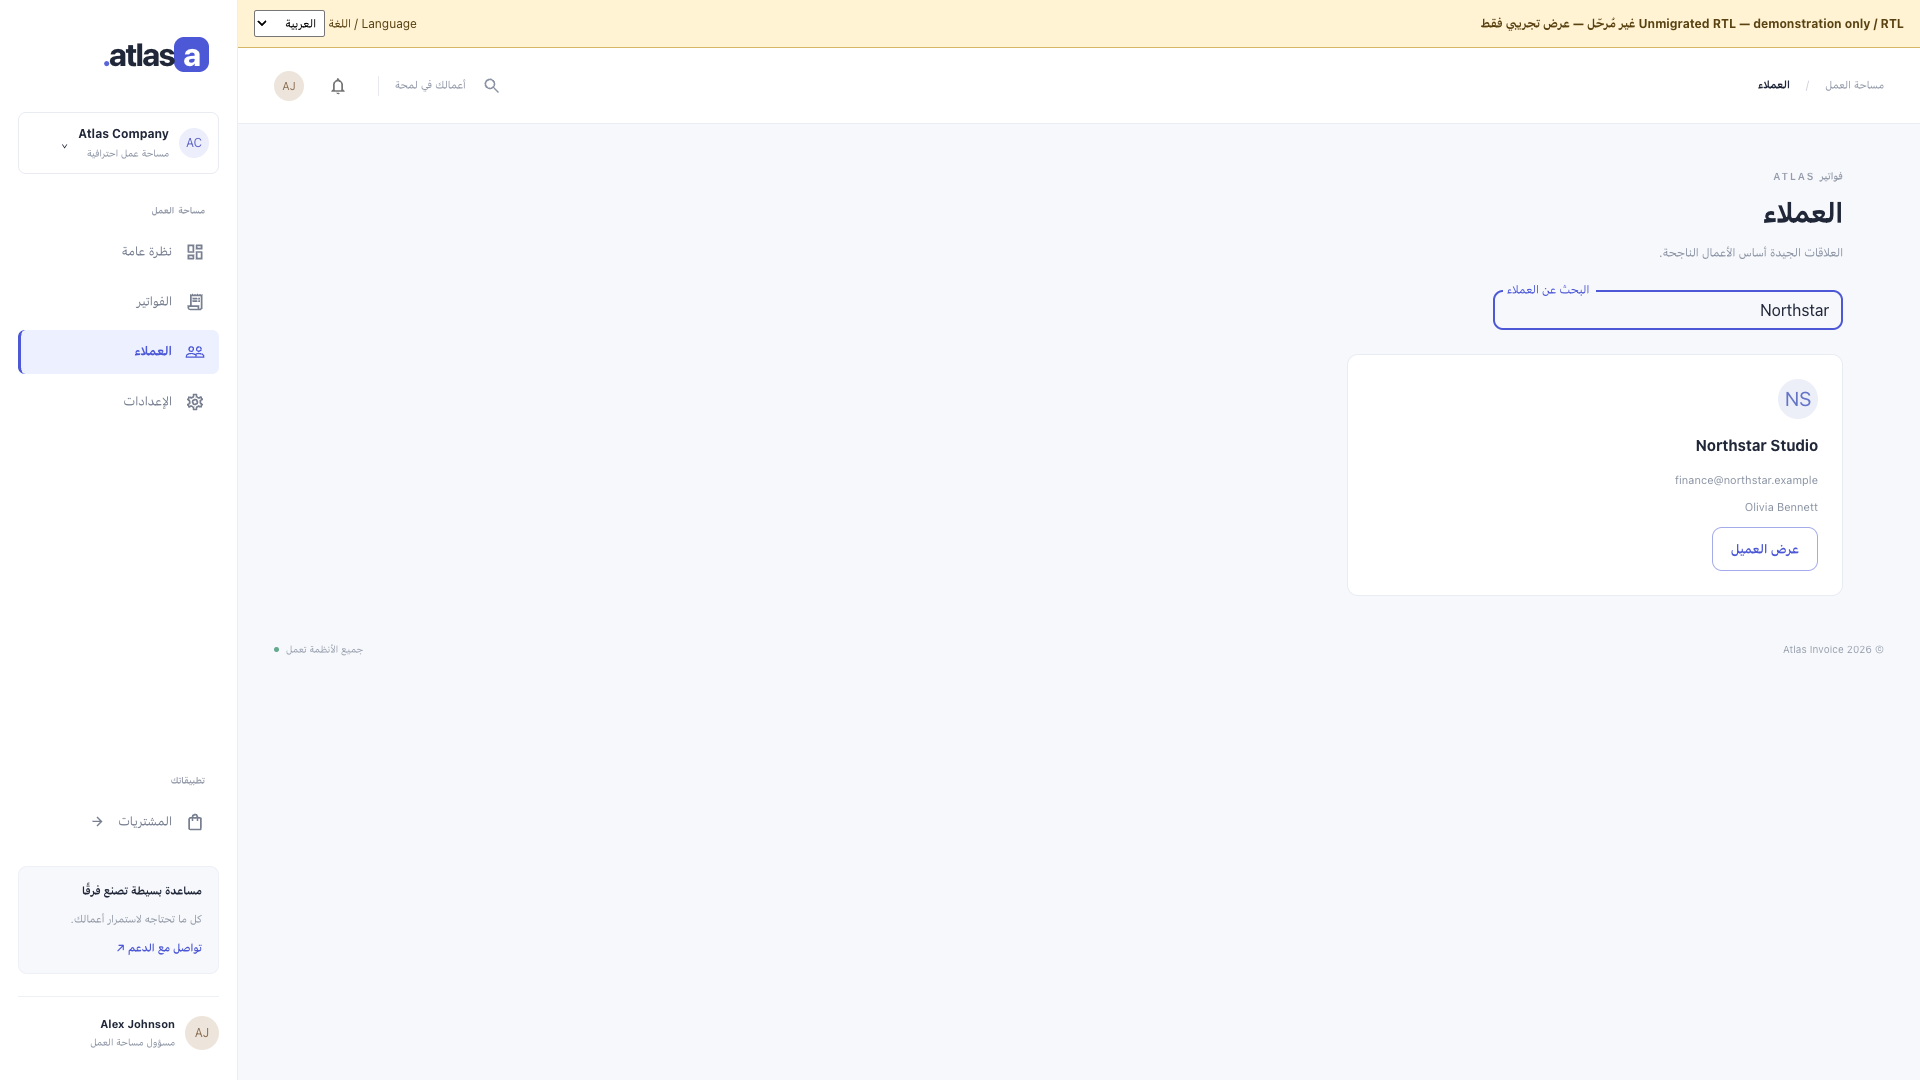 Unmigrated RTL — demonstration only / RTL غير مُرحّل — عرض تجريبي فقط
Language / اللغة
العربية
atlas.
a
AC
Atlas Company
مساحة عمل احترافية
مساحة العمل
نظرة عامة
الفواتير
العملاء
الإعدادات
تطبيقاتك
المشتريات
مساعدة بسيطة تصنع فرقًا
كل ما تحتاجه لاستمرار أعمالك.
تواصل مع الدعم ↗
AJ
Alex Johnson
مسؤول مساحة العمل
مساحة العمل / العملاء
أعمالك في لمحة
AJ
فواتير ATLAS
العملاء
العلاقات الجيدة أساس الأعمال الناجحة.
البحث عن العملاء
Northstar
NS
Northstar Studio
finance@northstar.example
Olivia Bennett
عرض العميل
© 2026 Atlas Invoice
جميع الأنظمة تعمل